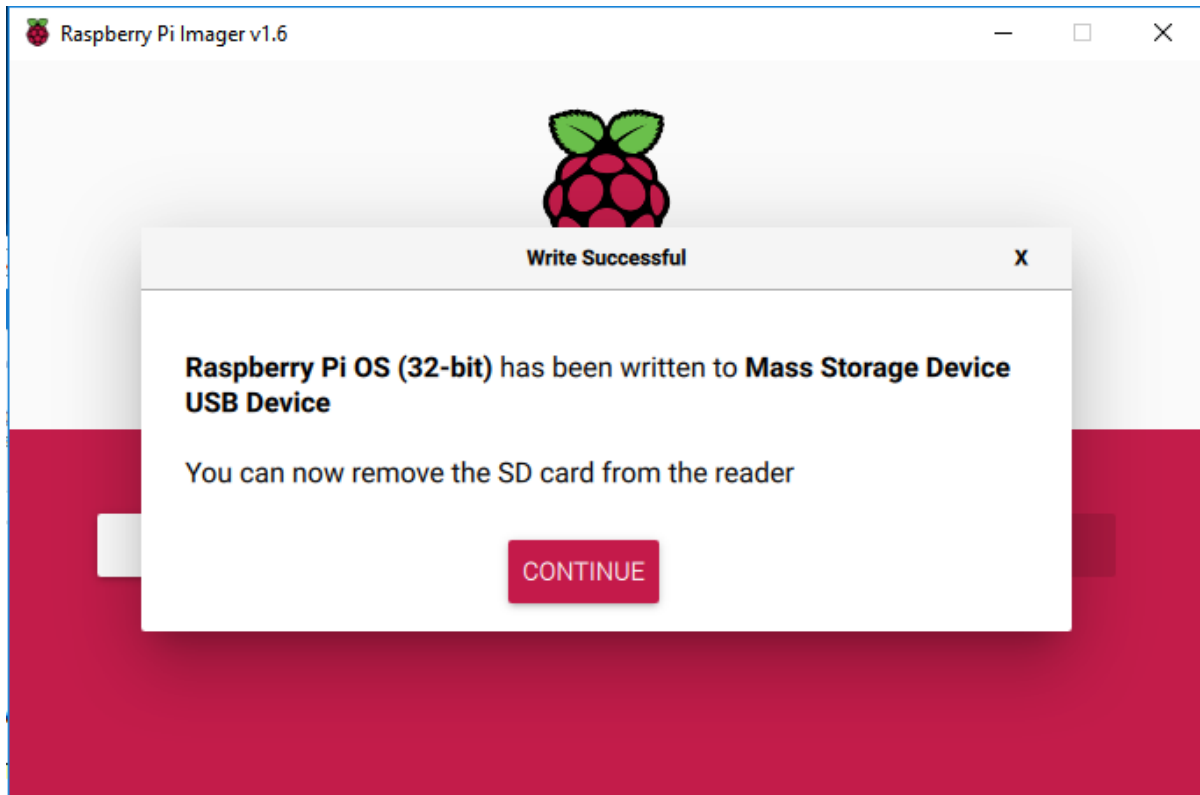 Raspberry Pi Imager v1.6
Write Successful
X
Raspberry Pi OS (32-bit) has been written to Mass Storage Device
USB Device
You can now remove the SD card from the reader
CONTINUE